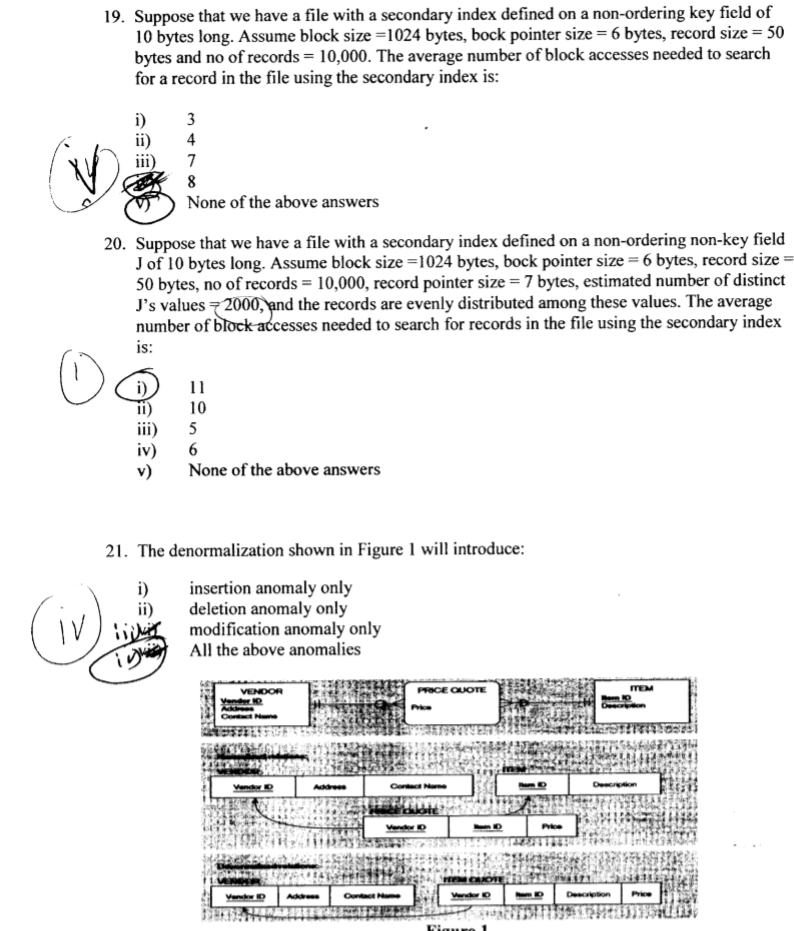 19. Suppose that we have a file with a secondary index defined on a non-ordering key field of
10 bytes long. Assume block size =1024 bytes, bock pointer size = 6 bytes, record size = 50
bytes and no of records = 10,000. The average number of block accesses needed to search
for a record in the file using the secondary index is:
i) 3
ii) 4
iii) 7
8
v) None of the above answers
iv
20. Suppose that we have a file with a secondary index defined on a non-ordering non-key field
J of 10 bytes long. Assume block size =1024 bytes, bock pointer size = 6 bytes, record size =
50 bytes, no of records = 10,000, record pointer size = 7 bytes, estimated number of distinct
J's values = 2000, and the records are evenly distributed among these values. The average
number of block accesses needed to search for records in the file using the secondary index
is:
i
i) 11
ii) 10
iii) 5
iv) 6
v) None of the above answers
21. The denormalization shown in Figure 1 will introduce:
i) insertion anomaly only
ii) deletion anomaly only
iv
modification anomaly only
All the above anomalies
VENDOR PRICE QUOTE ITEM
Vendor ID Item ID
Address Price Description
Contact Name
VENDOR ITEM
Vendor ID Address Contact Name Item ID Description
PRICE QUOTE
Vendor ID Item ID Price
VENDOR ITEM QUOTE
Vendor ID Address Contact Name Vendor ID Item ID Description Price
Figure 1